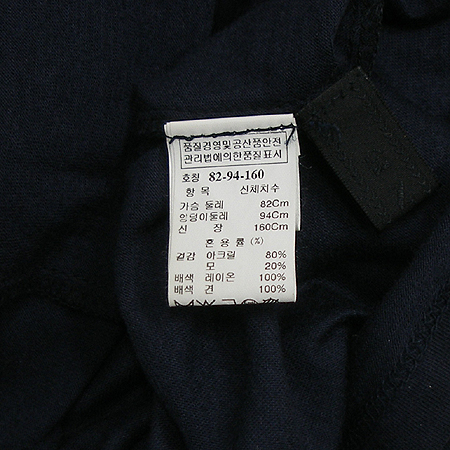 품질경영및공산품안전
관리법에의한품질표시
호칭 82-94-160
항 목 신체치수
가슴 둘레 82Cm
엉덩이둘레 94Cm
신 장 160Cm
혼 용 률 (%)
겉감 아크릴 80%
모 20%
배색 레이온 100%
배색 견 100%